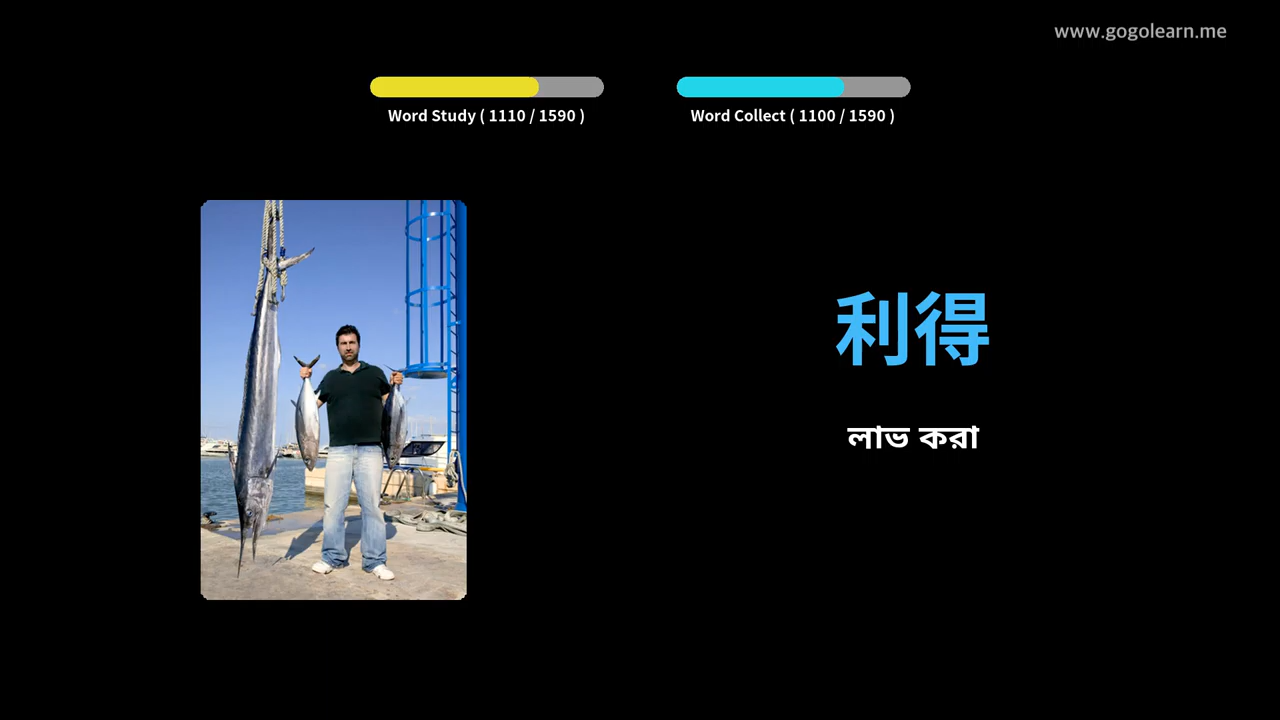 www.gogolearn.me
Word Study ( 1110 / 1590 )
Word Collect ( 1100 / 1590 )
利得
লাভ করা